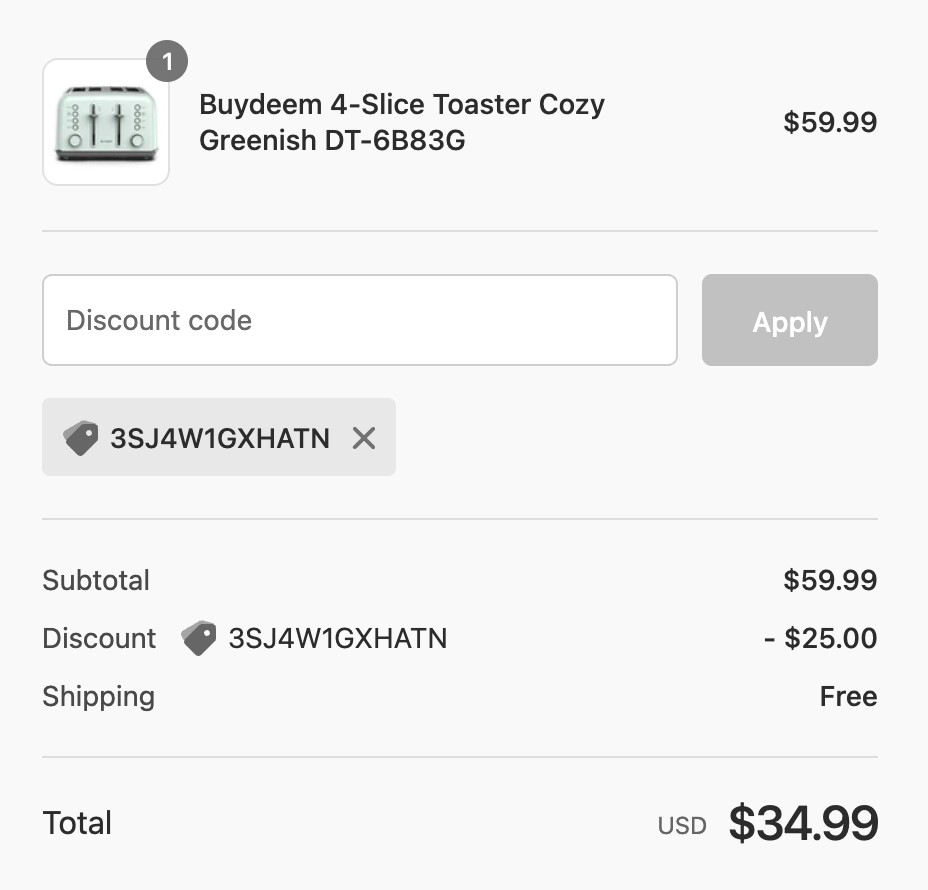 1
Buydeem 4-Slice Toaster Cozy
Greenish DT-6B83G
$59.99
Discount code
Apply
3SJ4W1GXHATN
Subtotal
$59.99
Discount 3SJ4W1GXHATN
- $25.00
Shipping
Free
Total
USD $34.99